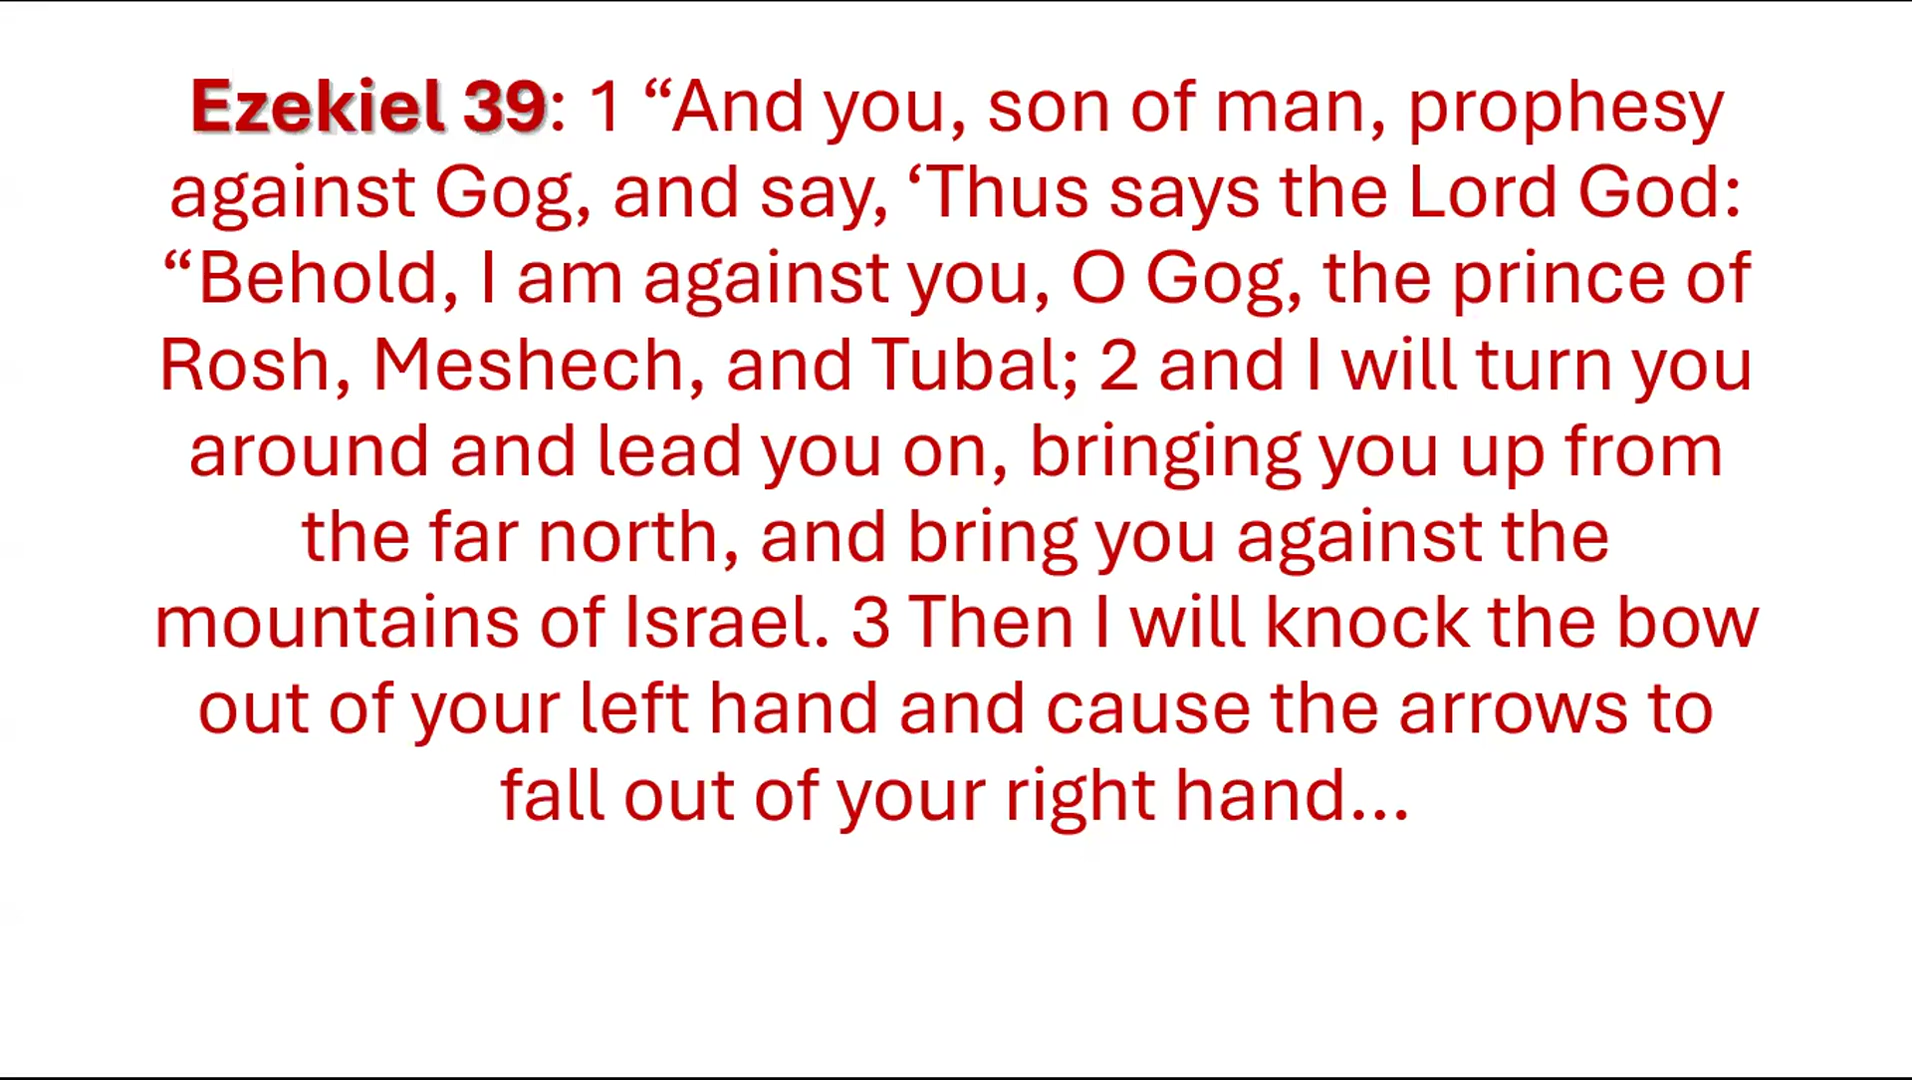 Ezekiel 39: 1 “And you, son of man, prophesy
against Gog, and say, ‘Thus says the Lord God:
“Behold, I am against you, O Gog, the prince of
Rosh, Meshech, and Tubal; 2 and I will turn you
around and lead you on, bringing you up from
the far north, and bring you against the
mountains of Israel. 3 Then I will knock the bow
out of your left hand and cause the arrows to
fall out of your right hand...